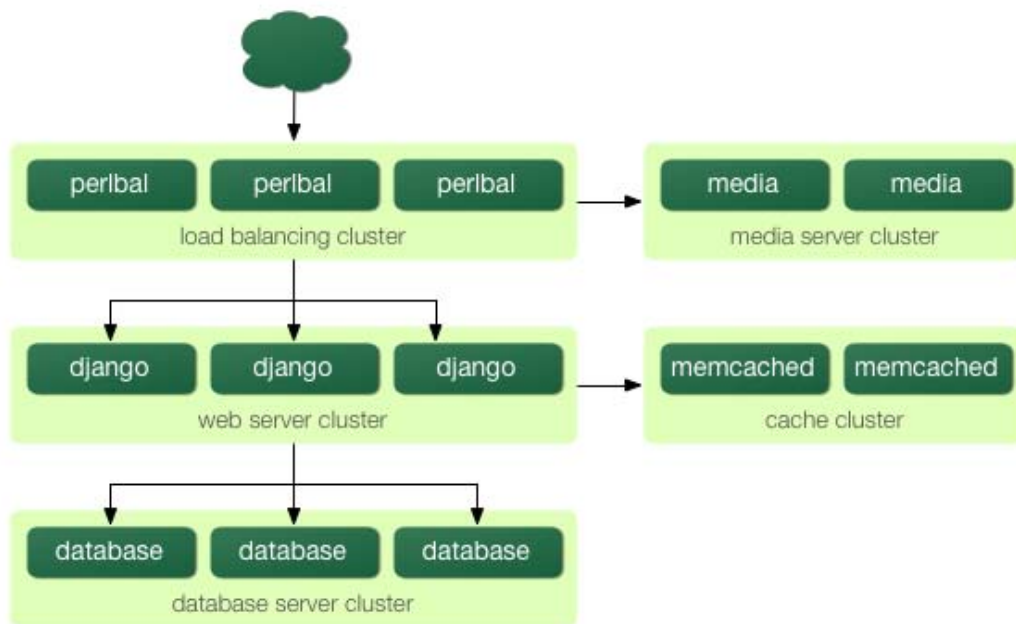 perlbal perlbal perlbal
load balancing cluster
media media
media server cluster
django django django
web server cluster
memcached memcached
cache cluster
database database database
database server cluster